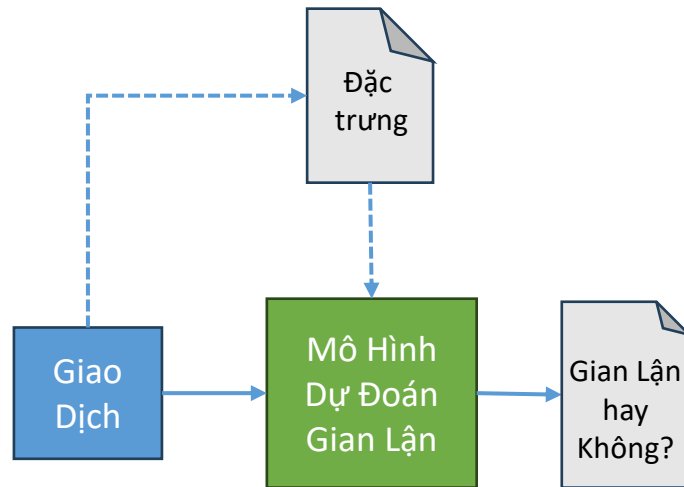 Đặc
trưng
Giao
Dịch
Mô Hình
Dự Đoán
Gian Lận
Gian Lận
hay
Không?